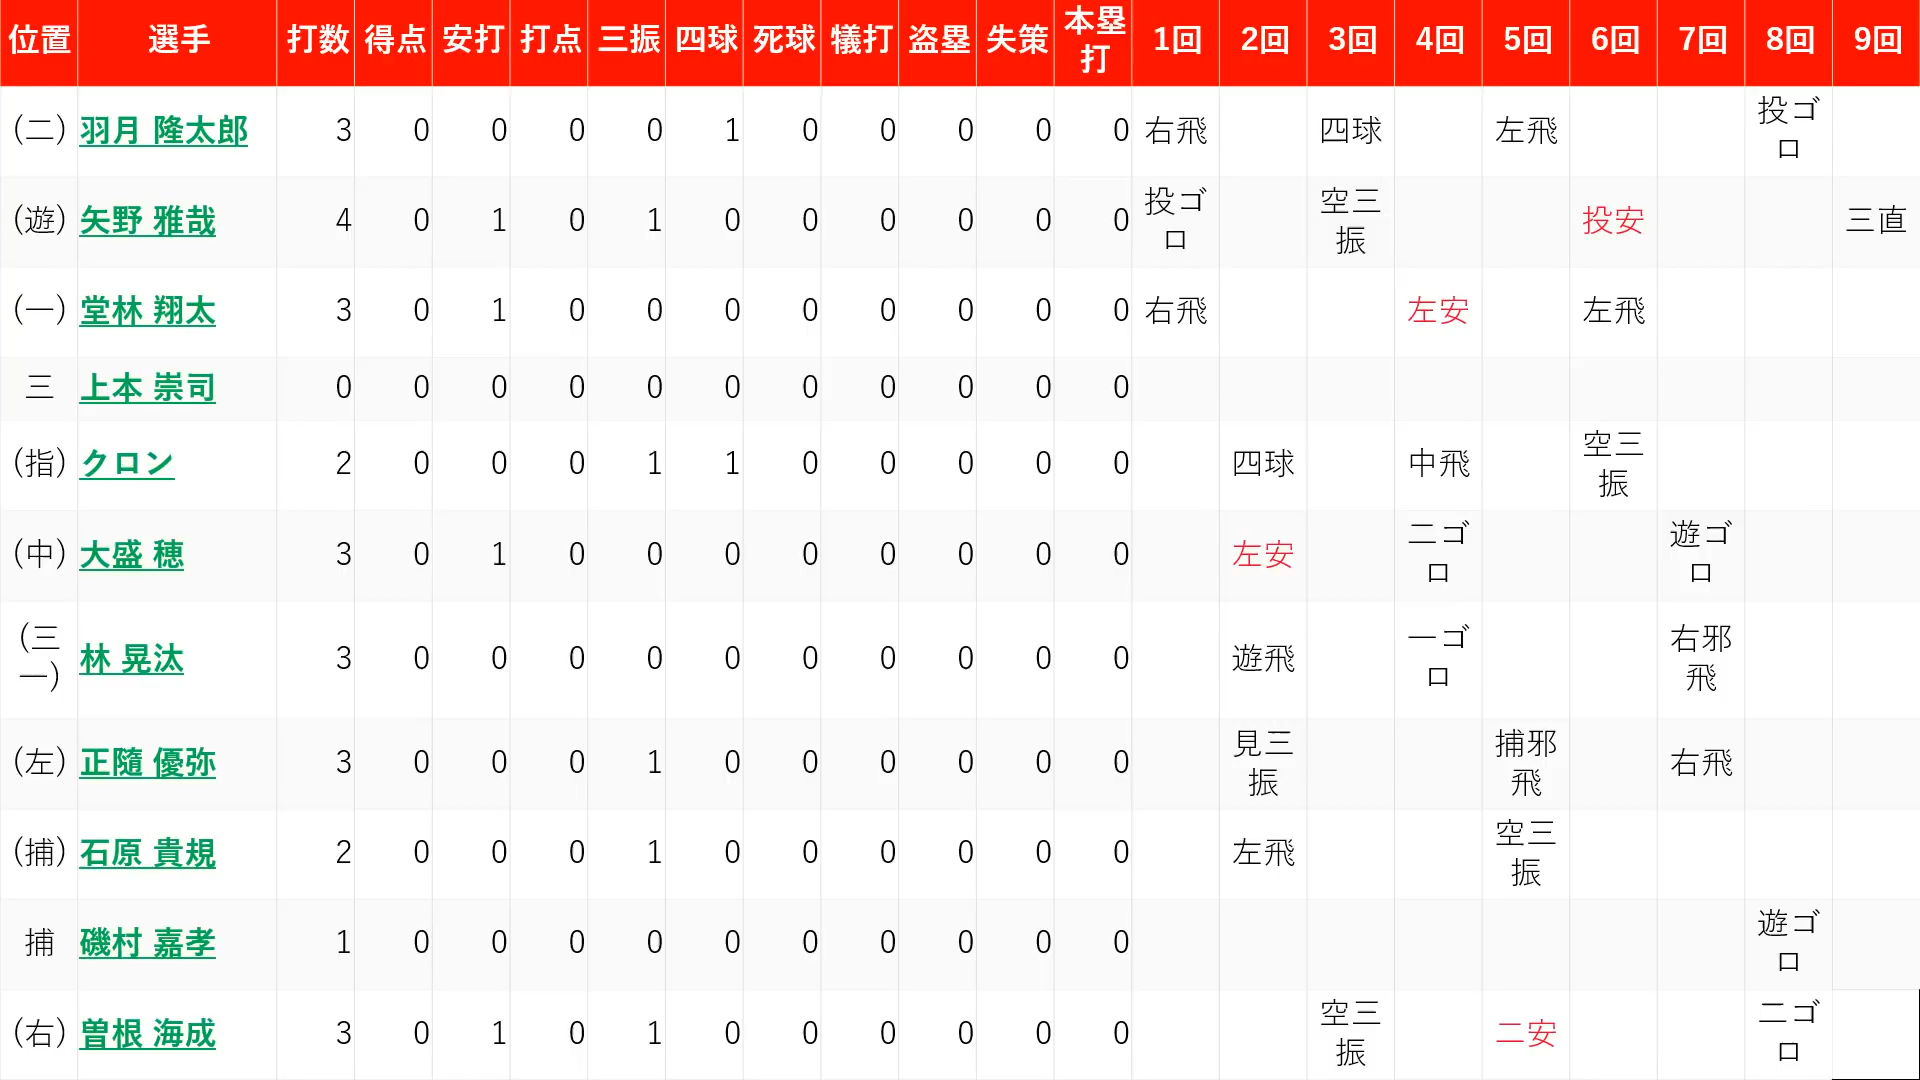 位置 選手 打数 得点 安打 打点 三振 四球 死球 犠打 盗塁 失策 本塁打 1回 2回 3回 4回 5回 6回 7回 8回 9回
(二) 羽月 隆太郎 3 0 0 0 0 1 0 0 0 0 0 右飛 四球 左飛 投ゴロ
(遊) 矢野 雅哉 4 0 1 0 1 0 0 0 0 0 0 投ゴロ 空三振 投安 三直
(一) 堂林 翔太 3 0 1 0 0 0 0 0 0 0 0 右飛 左安 左飛
三 上本 崇司 0 0 0 0 0 0 0 0 0 0 0
(指) クロン 2 0 0 0 1 1 0 0 0 0 0 四球 中飛 空三振
(中) 大盛 穂 3 0 1 0 0 0 0 0 0 0 0 左安 二ゴロ 遊ゴロ
(三一) 林 晃汰 3 0 0 0 0 0 0 0 0 0 0 遊飛 一ゴロ 右邪飛
(左) 正隨 優弥 3 0 0 0 1 0 0 0 0 0 0 見三振 捕邪飛 右飛
(捕) 石原 貴規 2 0 0 0 1 0 0 0 0 0 0 左飛 空三振
捕 磯村 嘉孝 1 0 0 0 0 0 0 0 0 0 0 遊ゴロ
(右) 曽根 海成 3 0 1 0 1 0 0 0 0 0 0 空三振 二安 二ゴロ